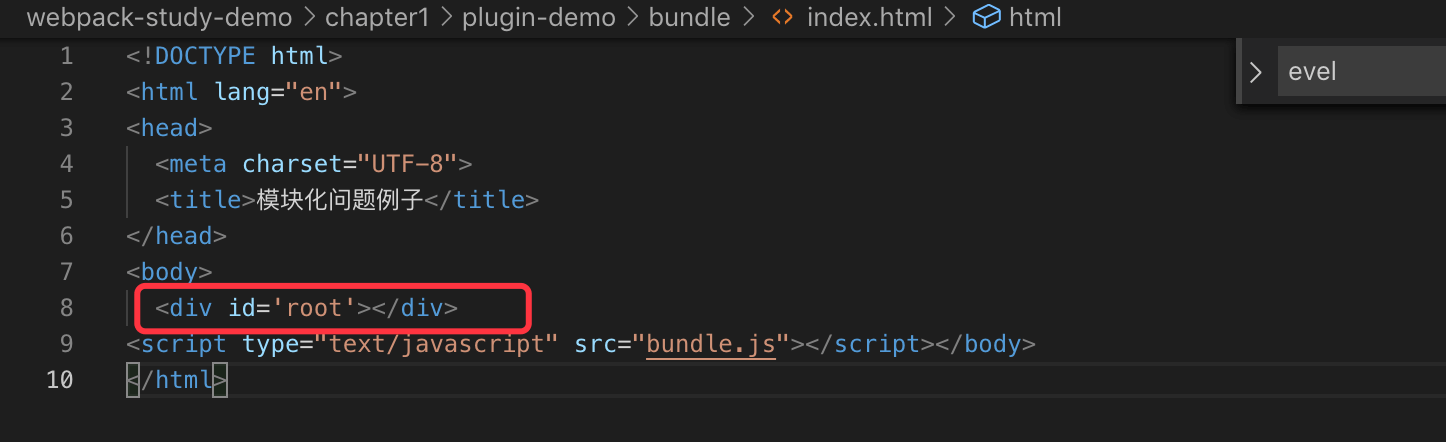 webpack-study-demo > chapter1 > plugin-demo > bundle > <> index.html > html
evel
1 <!DOCTYPE html>
2 <html lang="en">
3 <head>
4   <meta charset="UTF-8">
5   <title>模块化问题例子</title>
6 </head>
7 <body>
8   <div id='root'></div>
9 <script type="text/javascript" src="bundle.js"></script></body>
10 </html>